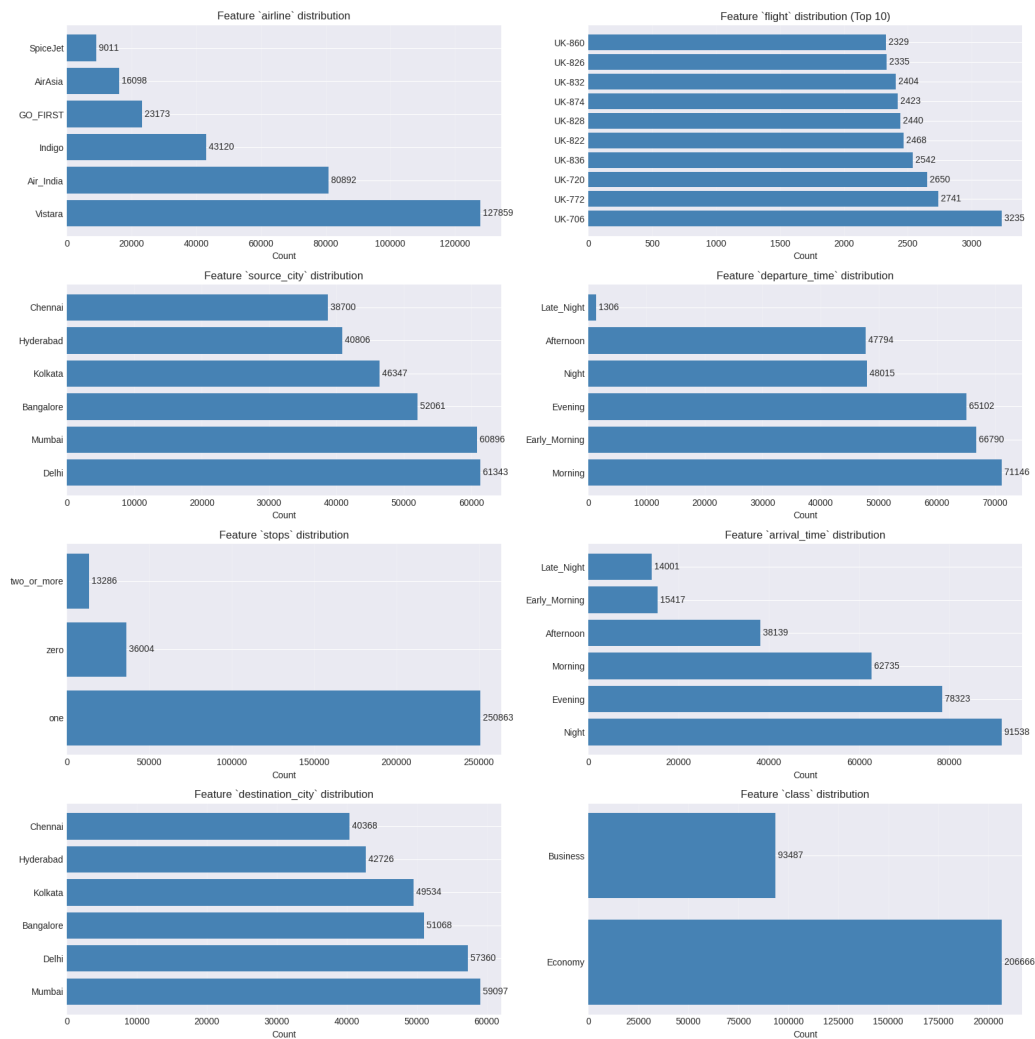 Feature `airline` distribution
SpiceJet 9011
AirAsia 16098
GO_FIRST 23173
Indigo 43120
Air_India 80892
Vistara 127859
0 20000 40000 60000 80000 100000 120000
Count
Feature `flight` distribution (Top 10)
UK-860 2329
UK-826 2335
UK-832 2404
UK-874 2423
UK-828 2440
UK-822 2468
UK-836 2542
UK-720 2650
UK-772 2741
UK-706 3235
0 500 1000 1500 2000 2500 3000
Count
Feature `source_city` distribution
Chennai 38700
Hyderabad 40806
Kolkata 46347
Bangalore 52061
Mumbai 60896
Delhi 61343
0 10000 20000 30000 40000 50000 60000
Count
Feature `departure_time` distribution
Late_Night 1306
Afternoon 47794
Night 48015
Evening 65102
Early_Morning 66790
Morning 71146
0 10000 20000 30000 40000 50000 60000 70000
Count
Feature `stops` distribution
two_or_more 13286
zero 36004
one 250863
0 50000 100000 150000 200000 250000
Count
Feature `arrival_time` distribution
Late_Night 14001
Early_Morning 15417
Afternoon 38139
Morning 62735
Evening 78323
Night 91538
0 20000 40000 60000 80000
Count
Feature `destination_city` distribution
Chennai 40368
Hyderabad 42726
Kolkata 49534
Bangalore 51068
Delhi 57360
Mumbai 59097
0 10000 20000 30000 40000 50000 60000
Count
Feature `class` distribution
Business 93487
Economy 206666
0 25000 50000 75000 100000 125000 150000 175000 200000
Count